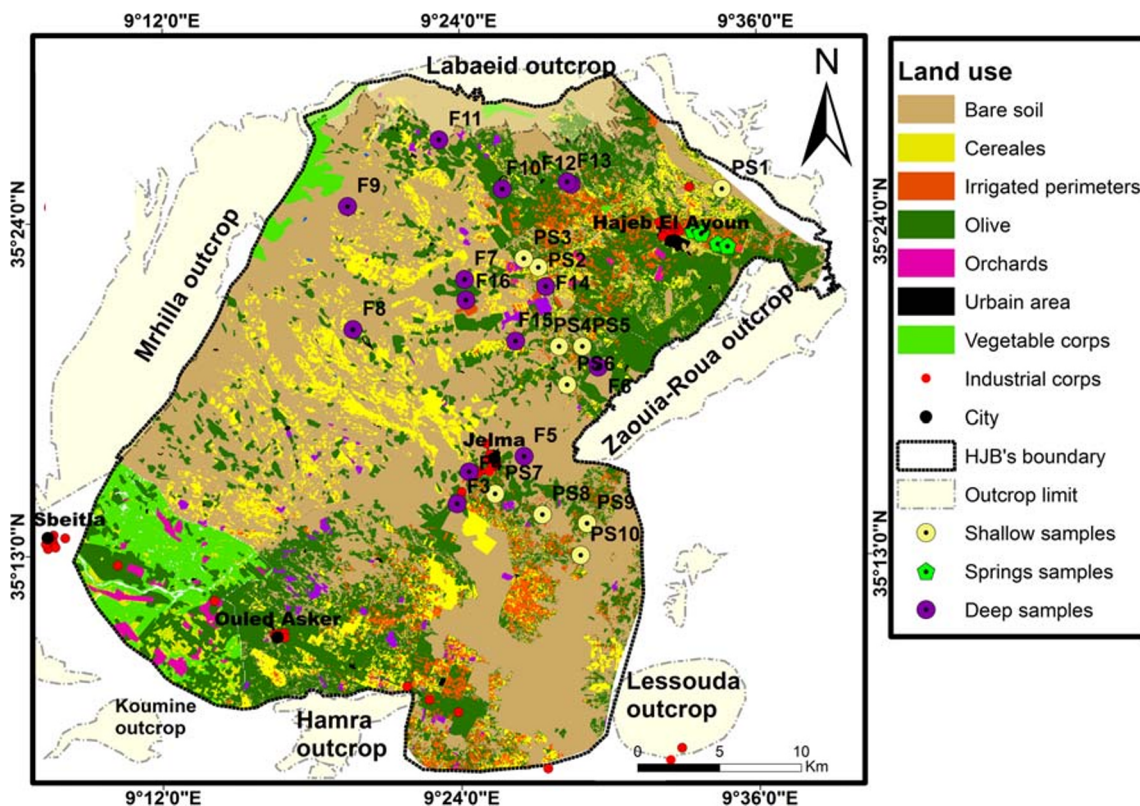 9°12'0"E
9°24'0"E
9°36'0"E
Labaeid outcrop
N
F11
F10
F12
F13
PS1
F9
35°24'0"N
35°24'0"N
Hajeb El Ayoun
PS3
PS2
F7
F16
F14
Mrhilla outcrop
F8
F15
PS4
PS5
PS6
F6
Zaouia-Roua outcrop
Jelma
F5
PS7
F3
PS8
PS9
PS10
35°13'0"N
35°13'0"N
Sbeitla
Ouled Asker
Koumine
outcrop
Hamra
outcrop
Lessouda
outcrop
0
5
10
Km
9°12'0"E
9°24'0"E
9°36'0"E
Land use
Bare soil
Cereales
Irrigated perimeters
Olive
Orchards
Urbain area
Vegetable corps
Industrial corps
City
HJB's boundary
Outcrop limit
Shallow samples
Springs samples
Deep samples